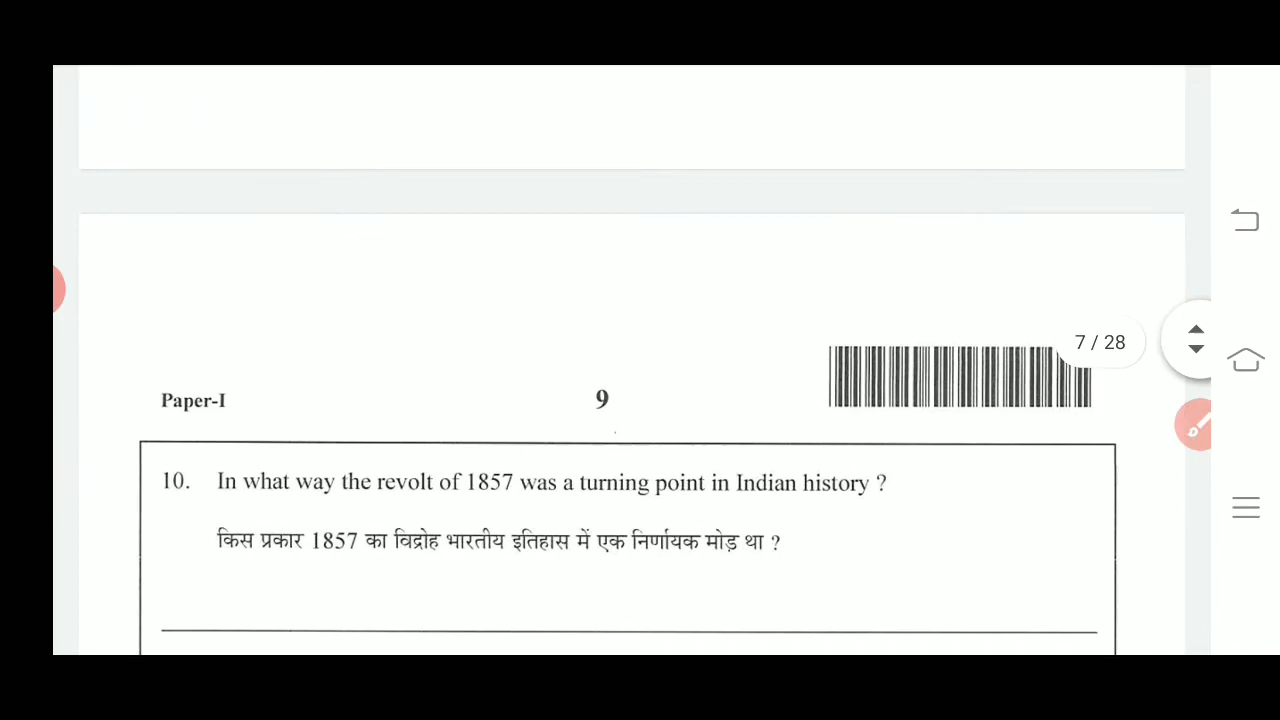 7 / 28
Paper-I 9
10. In what way the revolt of 1857 was a turning point in Indian history ?
किस प्रकार 1857 का विद्रोह भारतीय इतिहास में एक निर्णायक मोड़ था ?